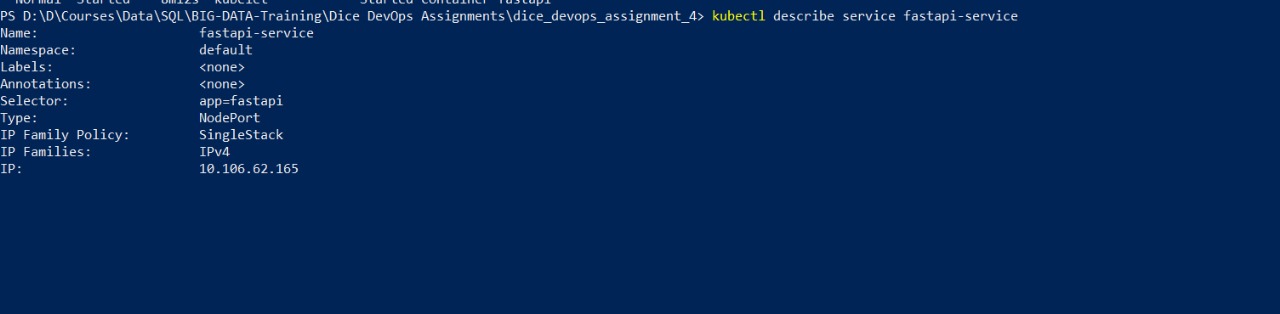 Normal Started 8m12s kubelet Started container fastapi
PS D:\D\Courses\Data\SQL\BIG-DATA-Training\Dice DevOps Assignments\dice_devops_assignment_4> kubectl describe service fastapi-service
Name: fastapi-service
Namespace: default
Labels: <none>
Annotations: <none>
Selector: app=fastapi
Type: NodePort
IP Family Policy: SingleStack
IP Families: IPv4
IP: 10.106.62.165